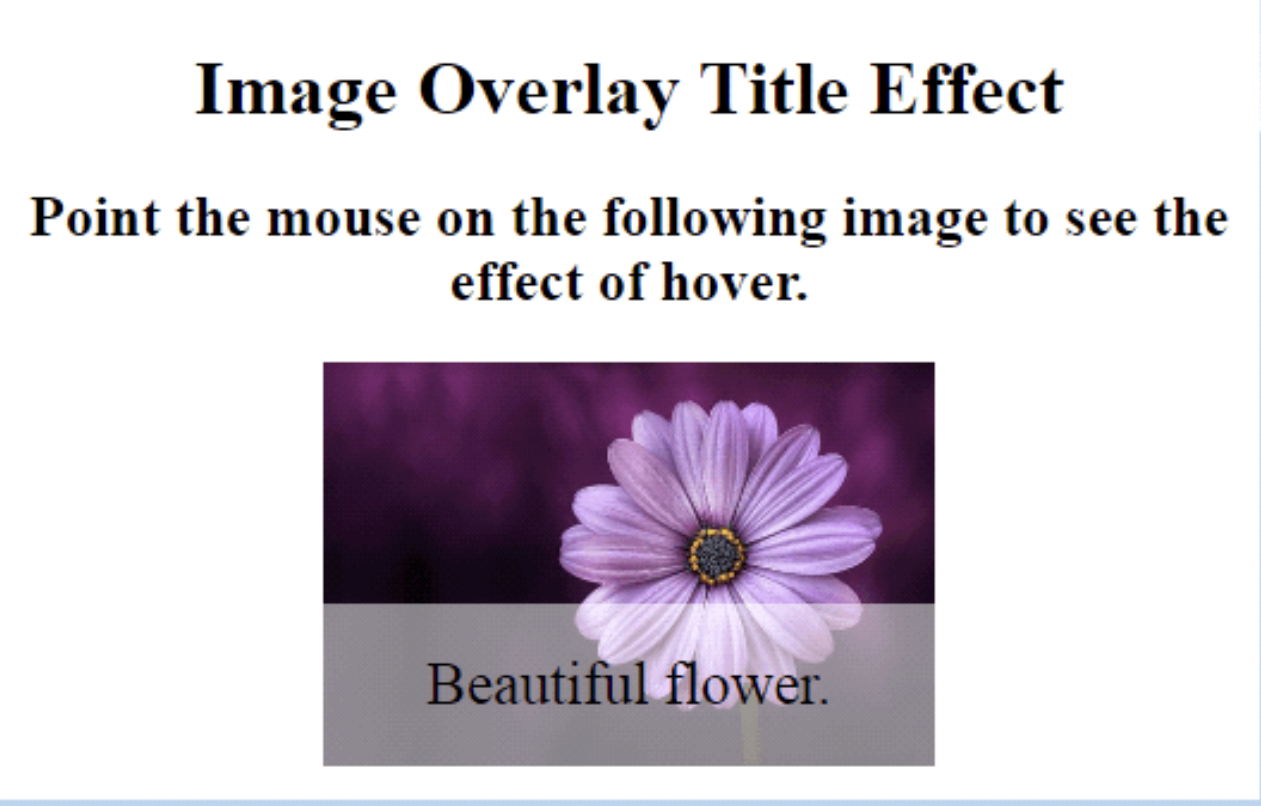 Image Overlay Title Effect
Point the mouse on the following image to see the
effect of hover.
Beautiful flower.